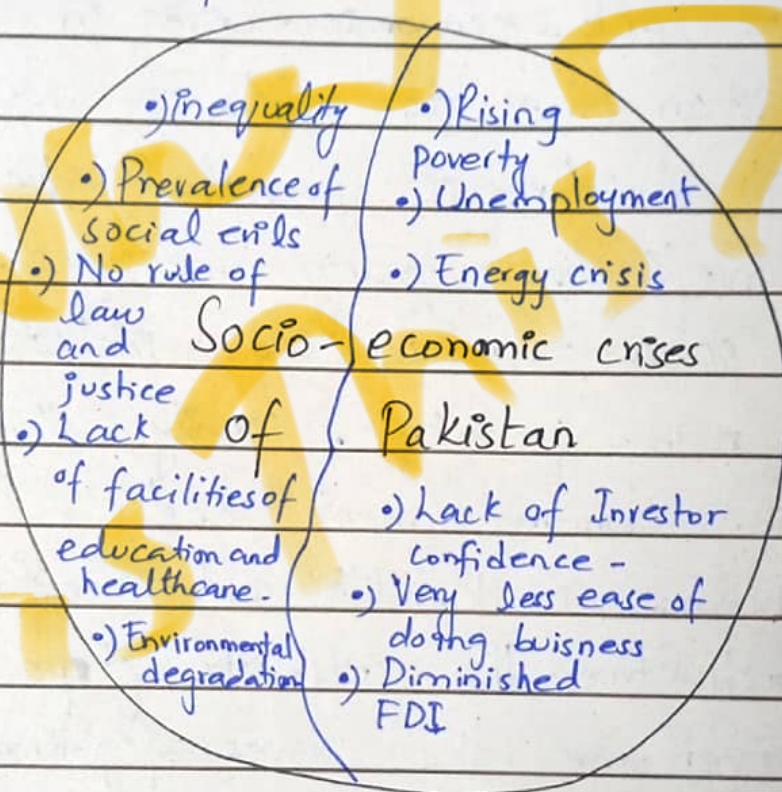 •) inequality
•) Prevalence of
social evils
•) No rule of
law
and
justice
•) Lack
of facilities of
education and
healthcare.
•) Environmental
degradation
Socio-economic crises
of Pakistan
•) Rising
poverty
•) Unemployment
•) Energy crisis
•) Lack of Investor
confidence -
•) Very less ease of
doing buisness
•) Diminished
FDI